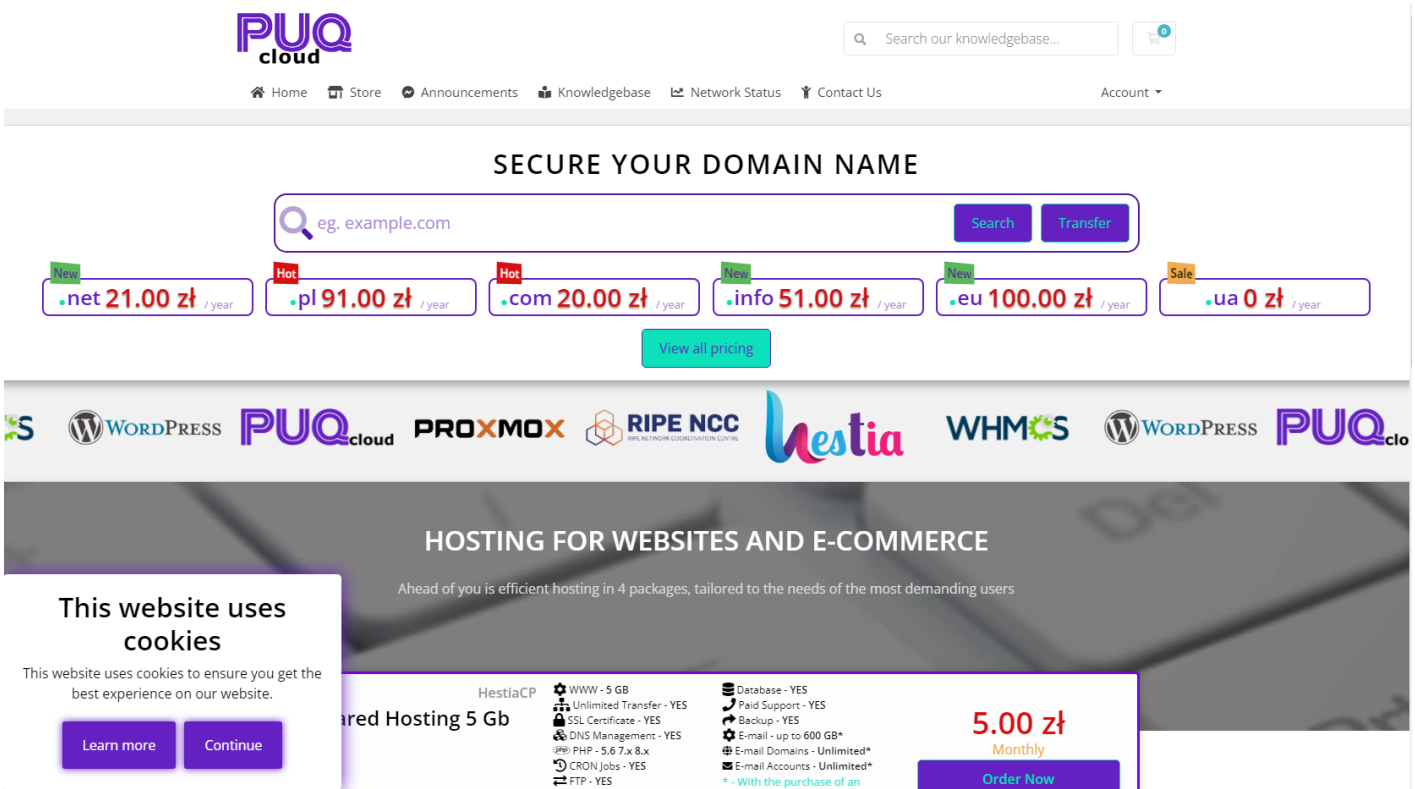 PUQ
cloud
Search our knowledgebase...
0
Home
Store
Announcements
Knowledgebase
Network Status
Contact Us
Account
SECURE YOUR DOMAIN NAME
eg. example.com
Search
Transfer
New
.net 21.00 zł / year
Hot
.pl 91.00 zł / year
Hot
.com 20.00 zł / year
New
.info 51.00 zł / year
New
.eu 100.00 zł / year
Sale
.ua 0 zł / year
View all pricing
S
WORDPRESS
PUQ cloud
PROXMOX
RIPE NCC
RIPE NETWORK COORDINATION CENTRE
Hestia
WHMCS
WORDPRESS
PUQ clo
Del
HOSTING FOR WEBSITES AND E-COMMERCE
Ahead of you is efficient hosting in 4 packages, tailored to the needs of the most demanding users
This website uses
cookies
This website uses cookies to ensure you get the
best experience on our website.
Learn more
Continue
HestiaCP
ared Hosting 5 Gb
WWW - 5 GB
Unlimited Transfer - YES
SSL Certificate - YES
DNS Management - YES
php PHP - 5.6 7.x 8.x
CRON Jobs - YES
FTP - YES
Database - YES
Paid Support - YES
Backup - YES
E-mail - up to 600 GB*
E-mail Domains - Unlimited*
E-mail Accounts - Unlimited*
* - With the purchase of an
5.00 zł
Monthly
Order Now